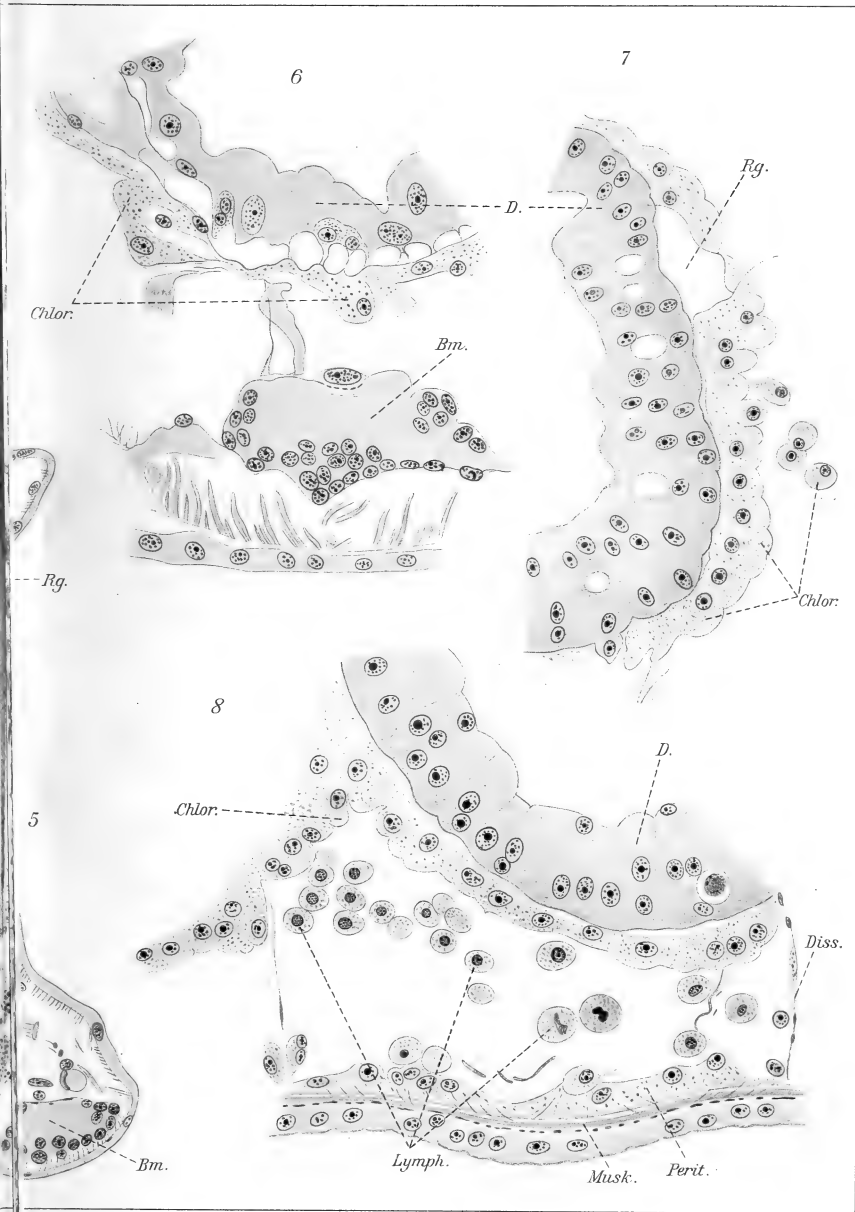 6
7
Rg.
D.
Chlor.
Bm.
Rg.
Chlor.
8
D.
Chlor.
5
Diss.
Bm.
Lymph.
Musk.
Perit.